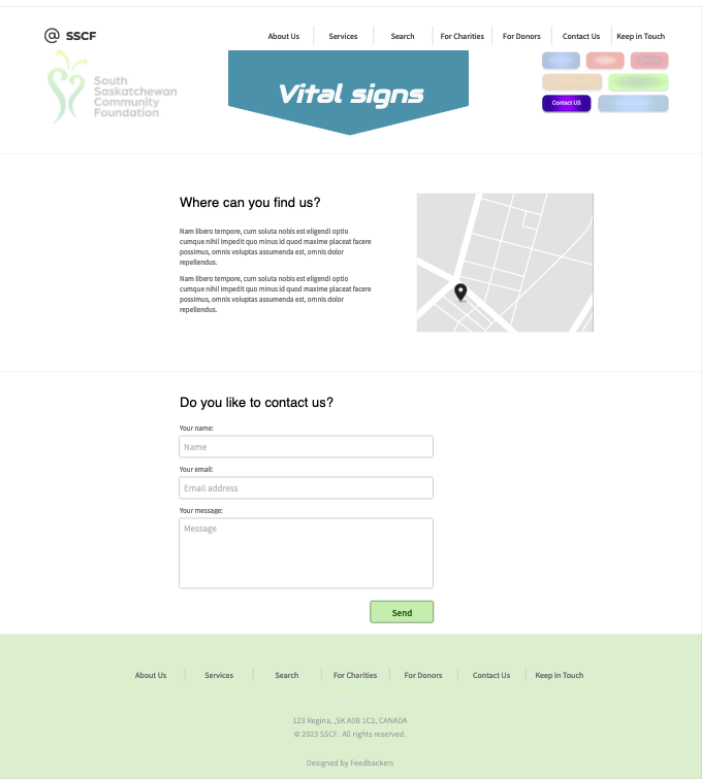 @ SSCF
About Us Services Search For Charities For Donors Contact Us Keep in Touch
South
Saskatchewan
Community
Foundation
Vital signs
Contact US
Where can you find us?
Nam libero tempore, cum soluta nobis est eligendi optio
cumque nihil impedit quo minus id quod maxime placeat facere
possimus, omnis voluptas assumenda est, omnis dolor
repellendus.
Nam libero tempore, cum soluta nobis est eligendi optio
cumque nihil impedit quo minus id quod maxime placeat facere
possimus, omnis voluptas assumenda est, omnis dolor
repellendus.
Do you like to contact us?
Your name:
Name
Your email:
Email address
Your message:
Message
Send
About Us Services Search For Charities For Donors Contact Us Keep in Touch
123 Regina, ,SK A0B 1C2, CANADA
© 2023 SSCF. All rights reserved.
Designed by Feedbackers